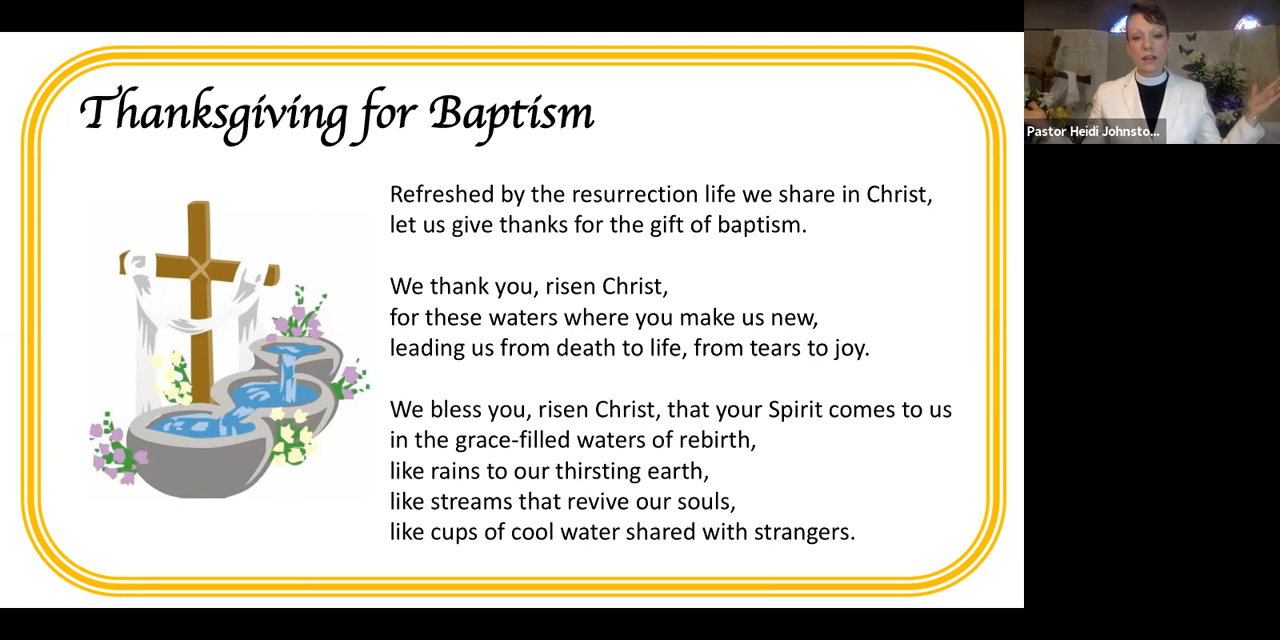 Thanksgiving for Baptism
Refreshed by the resurrection life we share in Christ,
let us give thanks for the gift of baptism.
We thank you, risen Christ,
for these waters where you make us new,
leading us from death to life, from tears to joy.
We bless you, risen Christ, that your Spirit comes to us
in the grace-filled waters of rebirth,
like rains to our thirsting earth,
like streams that revive our souls,
like cups of cool water shared with strangers.
Pastor Heidi Johnsto...